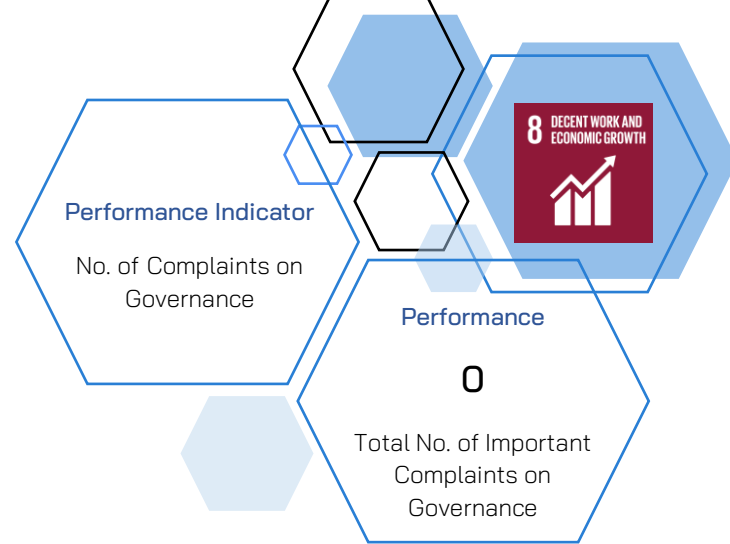 8 DECENT WORK AND
ECONOMIC GROWTH
Performance Indicator
No. of Complaints on
Governance
Performance
0
Total No. of Important
Complaints on
Governance